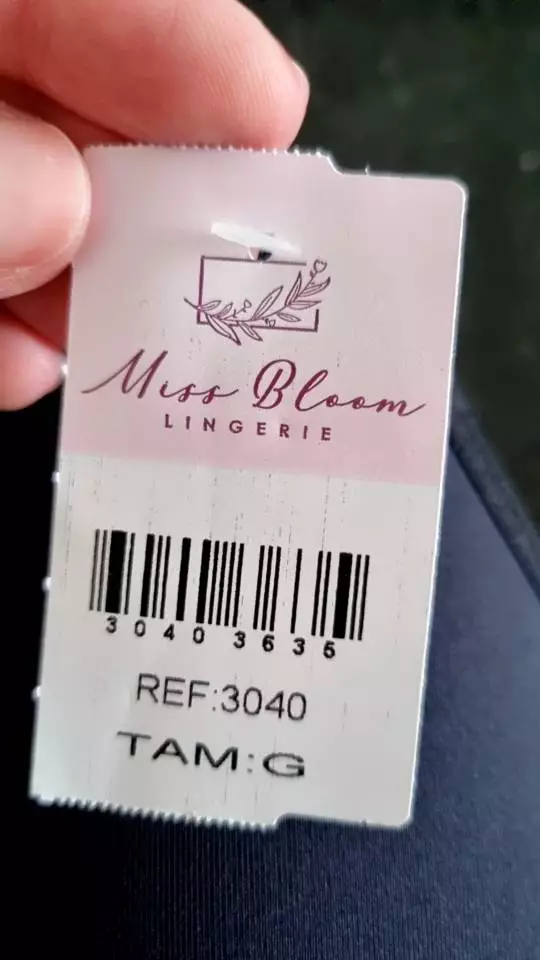 Miss Bloom
LINGERIE
3040 3635
REF:3040
TAM:G